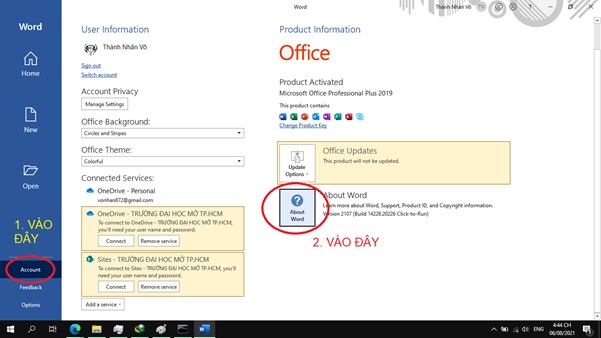 Word
Word
Thành Nhân Võ
TN
Home
New
Open
1. VÀO
ĐÂY
Account
Feedback
Options
User Information
Thành Nhân Võ
Sign out
Switch account
Account Privacy
Manage Settings
Office Background:
Circles and Stripes
Office Theme:
Colorful
Connected Services:
OneDrive - Personal
vonhan872@gmail.com
OneDrive - TRƯỜNG ĐẠI HỌC MỞ TP.HCM
To connect to OneDrive - TRƯỜNG ĐẠI HỌC MỞ TP.HCM,
you'll need your user name and password.
Connect Remove service
Sites - TRƯỜNG ĐẠI HỌC MỞ TP.HCM
To connect to Sites - TRƯỜNG ĐẠI HỌC MỞ TP.HCM, you'll
need your user name and password.
Connect Remove service
Add a service
Product Information
Office
Product Activated
Microsoft Office Professional Plus 2019
This product contains
Change Product Key
Update
Options
Office Updates
This product will not be updated.
About
Word
About Word
Learn more about Word, Support, Product ID, and Copyright information.
Version 2107 (Build 14228.20226 Click-to-Run)
2. VÀO ĐÂY
ENG
4:44 CH
06/08/2021